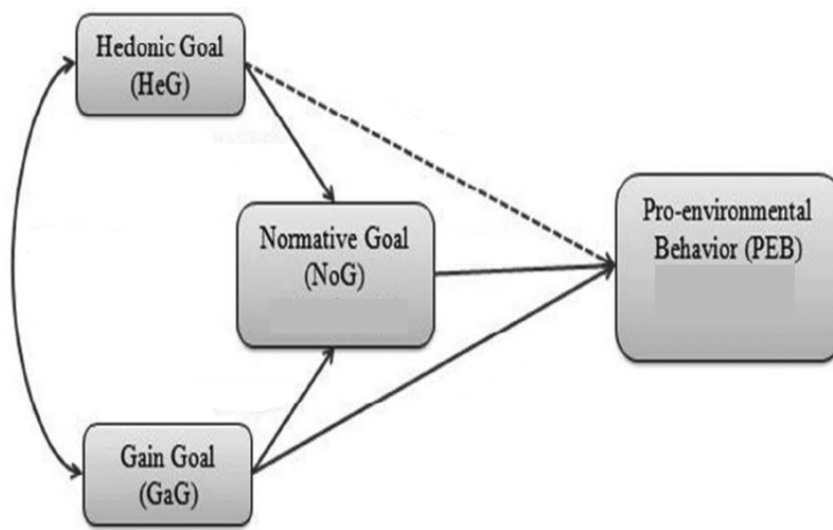 Hedonic Goal
(HeG)
Normative Goal
(NoG)
Pro-environmental
Behavior (PEB)
Gain Goal
(GaG)